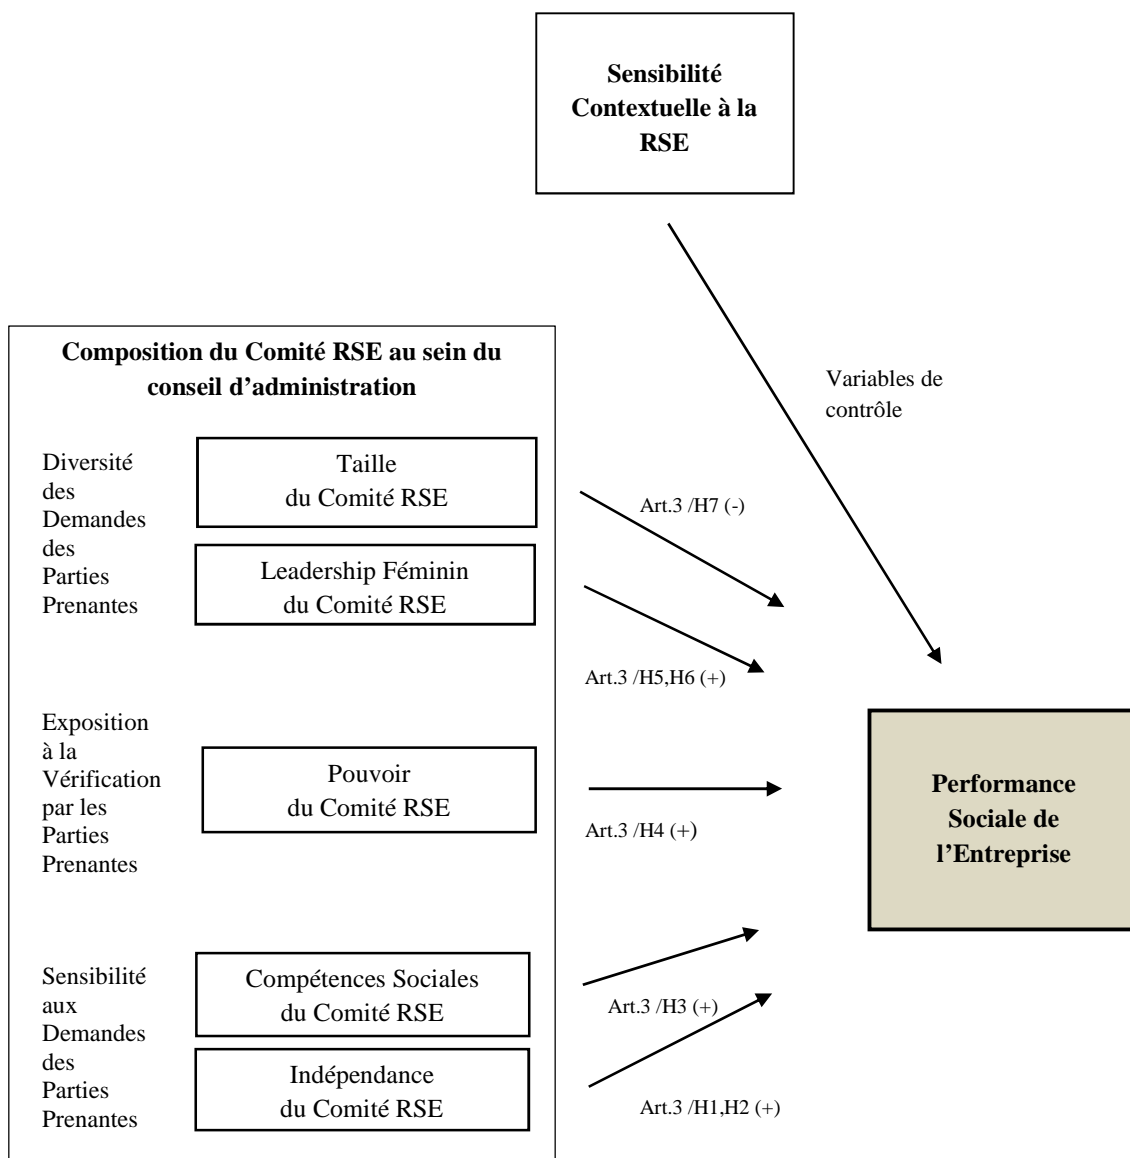 Sensibilité
Contextuelle à la
RSE
Variables de
contrôle
Composition du Comité RSE au sein du
conseil d’administration
Diversité
des
Demandes
des
Parties
Prenantes
Taille
du Comité RSE
Leadership Féminin
du Comité RSE
Art.3 /H7 (-)
Art.3 /H5,H6 (+)
Exposition
à la
Vérification
par les
Parties
Prenantes
Pouvoir
du Comité RSE
Art.3 /H4 (+)
Performance
Sociale de
l’Entreprise
Sensibilité
aux
Demandes
des
Parties
Prenantes
Compétences Sociales
du Comité RSE
Indépendance
du Comité RSE
Art.3 /H3 (+)
Art.3 /H1,H2 (+)